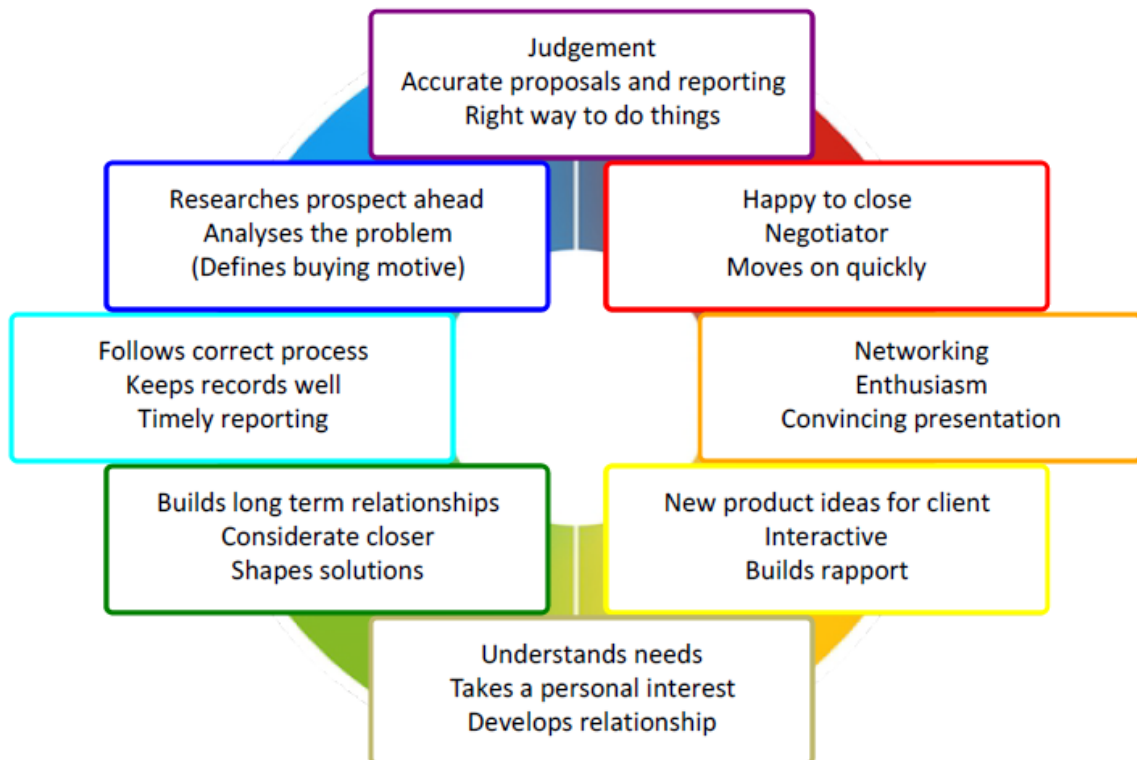 Judgement
Accurate proposals and reporting
Right way to do things
Researches prospect ahead
Analyses the problem
(Defines buying motive)
Happy to close
Negotiator
Moves on quickly
Follows correct process
Keeps records well
Timely reporting
Networking
Enthusiasm
Convincing presentation
Builds long term relationships
Considerate closer
Shapes solutions
New product ideas for client
Interactive
Builds rapport
Understands needs
Takes a personal interest
Develops relationship